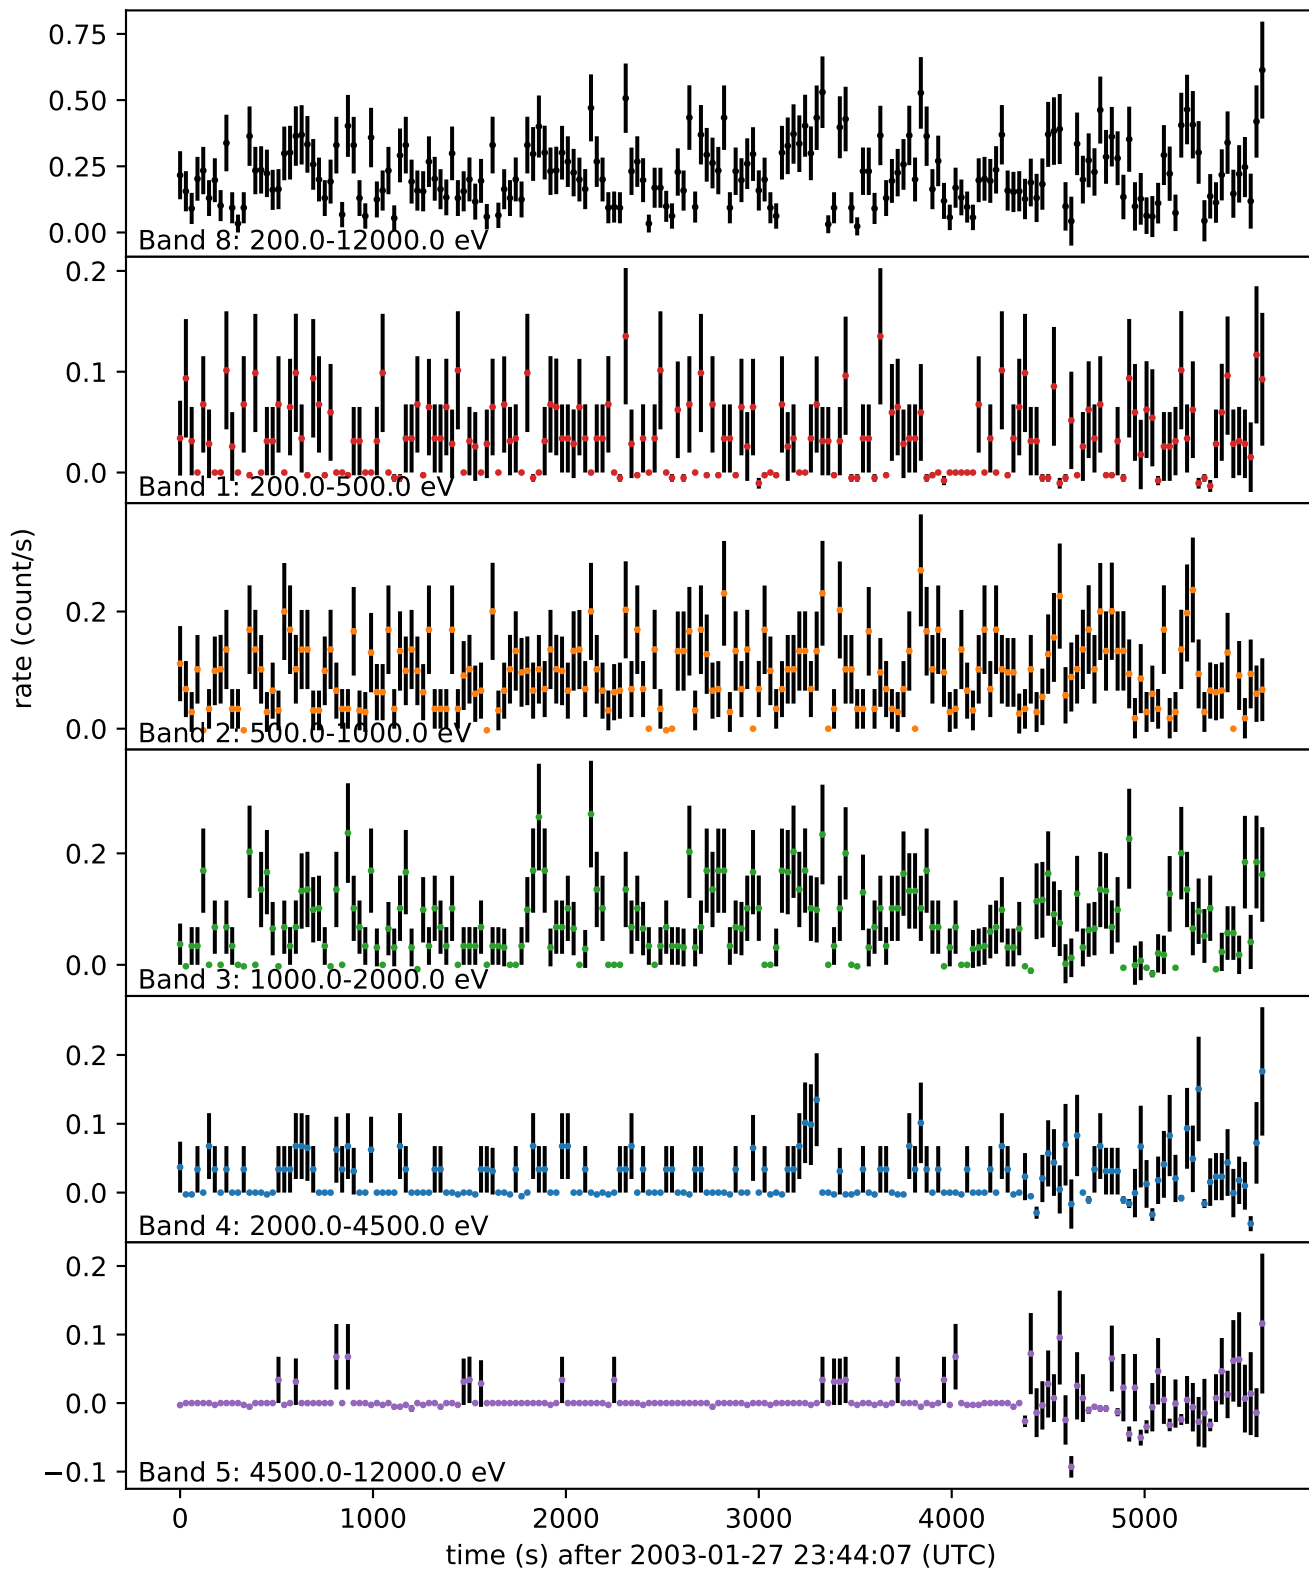 0.75
0.50
0.25
0.00
Band 8: 200.0-12000.0 eV
0.2
0.1
0.0
Band 1: 200.0-500.0 eV
0.2
0.0
Band 2: 500.0-1000.0 eV
rate (count/s)
0.2
0.0
Band 3: 1000.0-2000.0 eV
0.2
0.1
0.0
Band 4: 2000.0-4500.0 eV
0.2
0.1
0.0
−0.1
Band 5: 4500.0-12000.0 eV
0 1000 2000 3000 4000 5000
time (s) after 2003-01-27 23:44:07 (UTC)